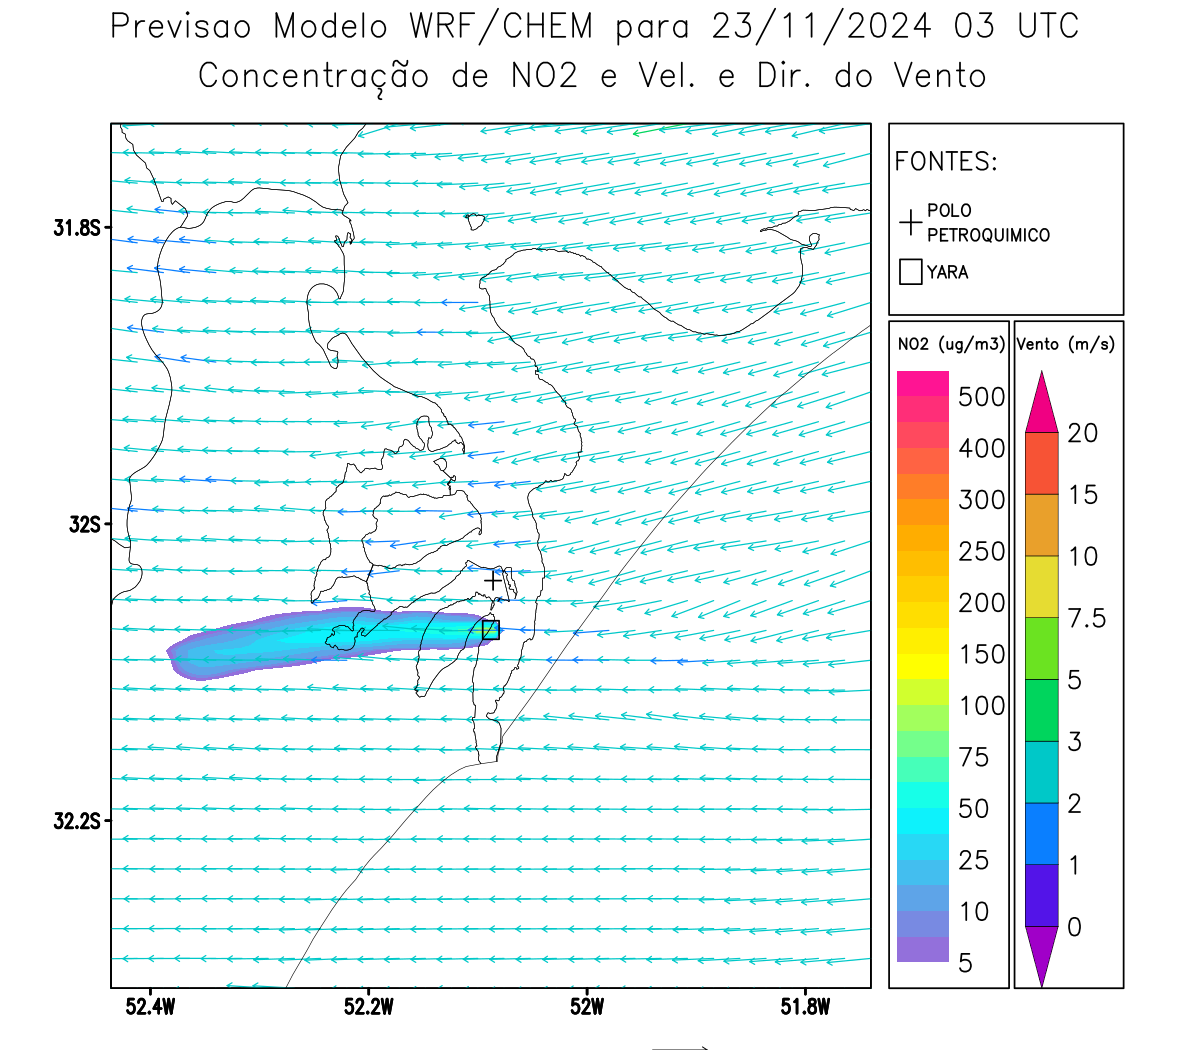 Previsao Modelo WRF/CHEM para 23/11/2024 03 UTC
Concentração de NO2 e Vel. e Dir. do Vento
FONTES:
POLO
PETROQUIMICO
YARA
31.8S
32S
32.2S
52.4W
52.2W
52W
51.8W
NO2 (ug/m3)
500
400
300
250
200
150
100
75
50
25
10
5
Vento (m/s)
20
15
10
7.5
5
3
2
1
0